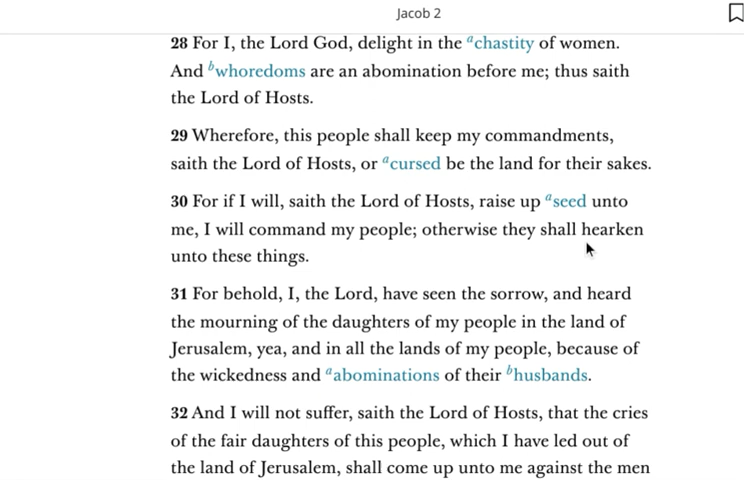 Jacob 2
28 For I, the Lord God, delight in the achastity of women.
And bwhoredoms are an abomination before me; thus saith
the Lord of Hosts.
29 Wherefore, this people shall keep my commandments,
saith the Lord of Hosts, or acursed be the land for their sakes.
30 For if I will, saith the Lord of Hosts, raise up aseed unto
me, I will command my people; otherwise they shall hearken
unto these things.
31 For behold, I, the Lord, have seen the sorrow, and heard
the mourning of the daughters of my people in the land of
Jerusalem, yea, and in all the lands of my people, because of
the wickedness and aabominations of their bhusbands.
32 And I will not suffer, saith the Lord of Hosts, that the cries
of the fair daughters of this people, which I have led out of
the land of Jerusalem, shall come up unto me against the men